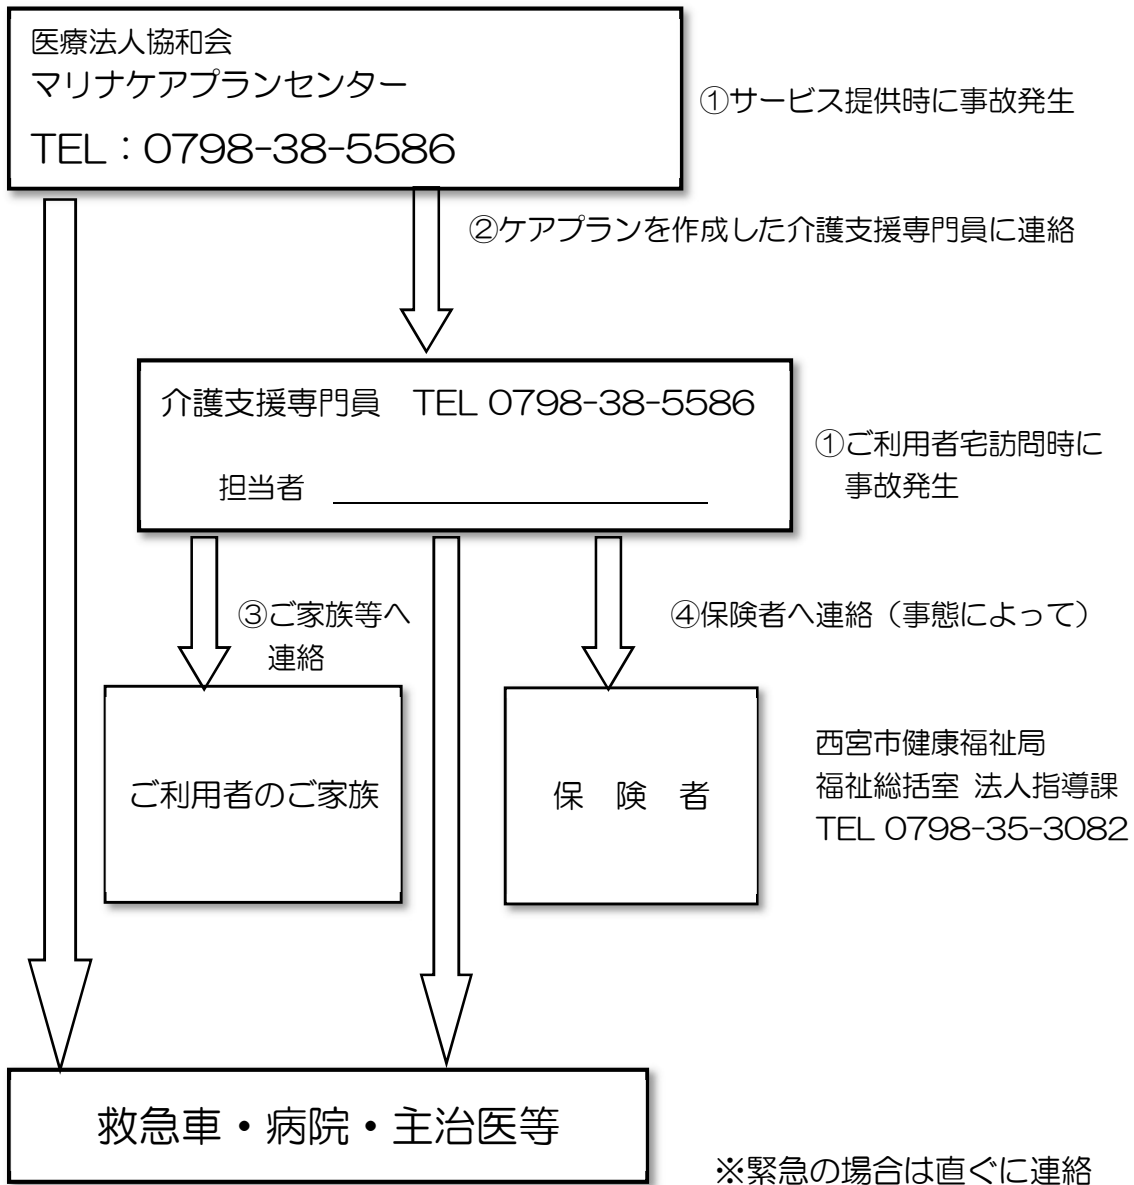 医療法人協和会
マリナケアプランセンター
TEL：0798-38-5586
①サービス提供時に事故発生
②ケアプランを作成した介護支援専門員に連絡
介護支援専門員　TEL 0798-38-5586
担当者
①ご利用者宅訪問時に
事故発生
③ご家族等へ
連絡
④保険者へ連絡（事態によって）
ご利用者のご家族
保　険　者
西宮市健康福祉局
福祉総括室 法人指導課
TEL 0798-35-3082
救急車・病院・主治医等
※緊急の場合は直ぐに連絡